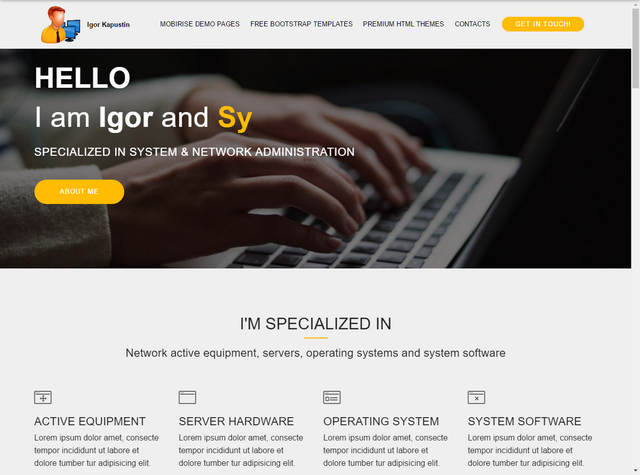 Igor Kapustin
MOBIRISE DEMO PAGES
FREE BOOTSTRAP TEMPLATES
PREMIUM HTML THEMES
CONTACTS
GET IN TOUCH!
HELLO
I am Igor and Sy
SPECIALIZED IN SYSTEM & NETWORK ADMINISTRATION
ABOUT ME
I'M SPECIALIZED IN
Network active equipment, servers, operating systems and system software
ACTIVE EQUIPMENT
Lorem ipsum dolor amet, consecte
tempor incididunt ut labore et
dolore tumber tur adipisicing elit.
SERVER HARDWARE
Lorem ipsum dolor amet, consecte
tempor incididunt ut labore et
dolore tumber tur adipisicing elit.
OPERATING SYSTEM
Lorem ipsum dolor amet, consecte
tempor incididunt ut labore et
dolore tumber tur adipisicing elit.
SYSTEM SOFTWARE
Lorem ipsum dolor amet, consecte
tempor incididunt ut labore et
dolore tumber tur adipisicing elit.